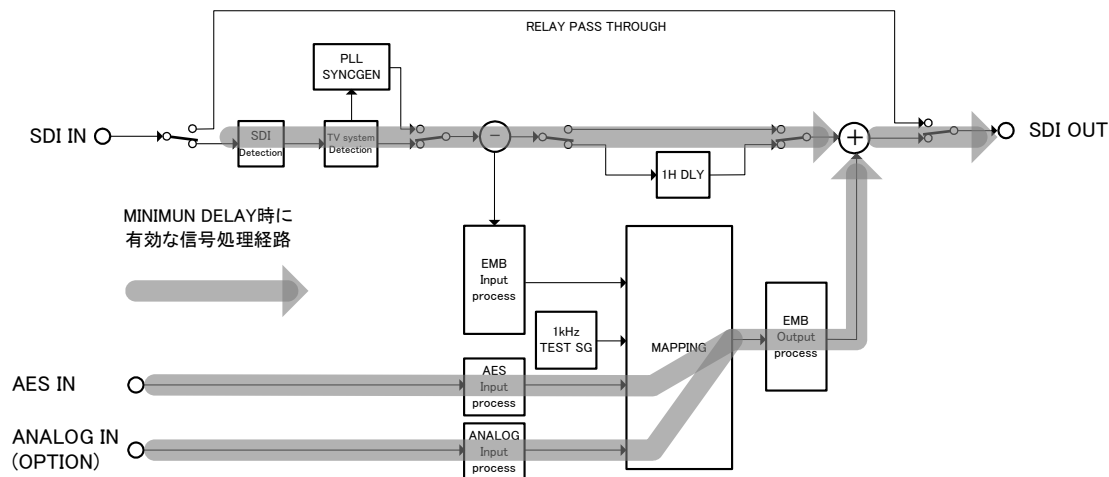 RELAY PASS THROUGH
PLL
SYNCGEN
SDI IN
SDI
Detection
TV system
Detection
−
+
SDI OUT
1H DLY
MINIMUN DELAY時に
有効な信号処理経路
EMB
Input
process
1kHz
TEST SG
MAPPING
EMB
Output
process
AES IN
AES
Input
process
ANALOG IN
(OPTION)
ANALOG
Input
process